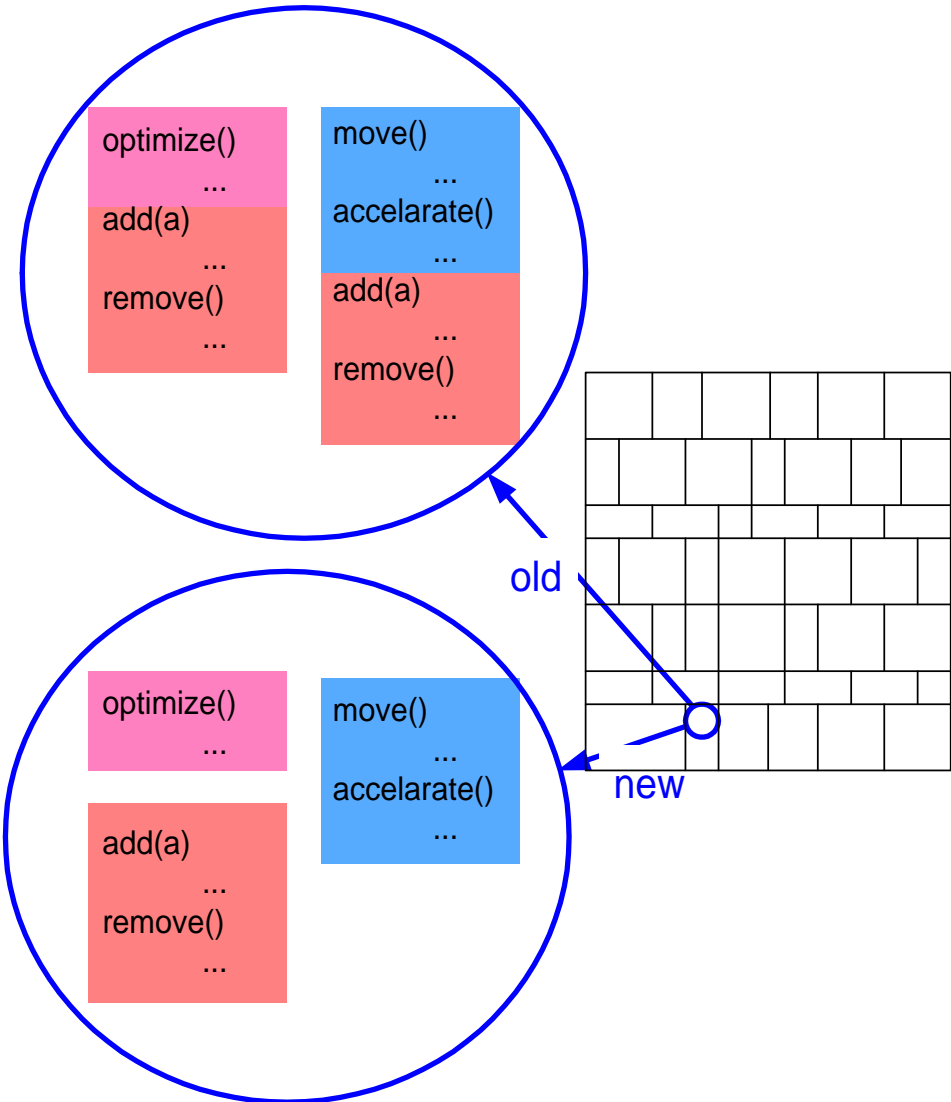 optimize()
...
add(a)
...
remove()
...
move()
...
accelarate()
...
add(a)
...
remove()
...
old
new
optimize()
...
add(a)
...
remove()
...
move()
...
accelarate()
...